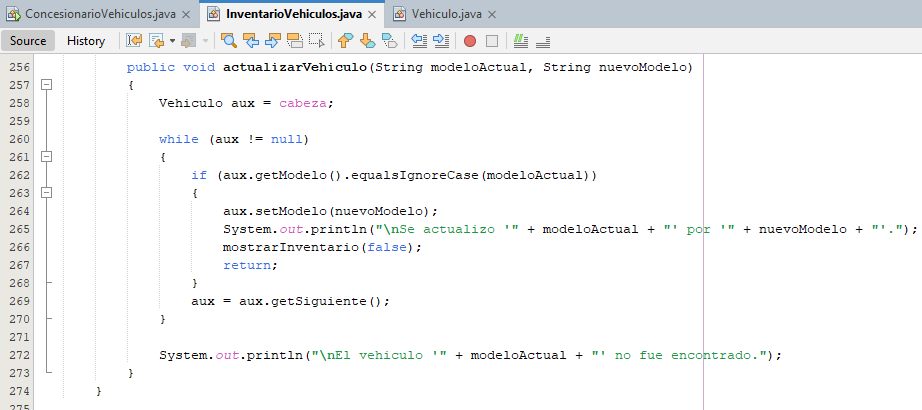 ConcesionarioVehiculos.java × InventarioVehiculos.java × Vehiculo.java ×
Source History
256 public void actualizarVehiculo(String modeloActual, String nuevoModelo)
257 {
258 Vehiculo aux = cabeza;
259
260 while (aux != null)
261 {
262 if (aux.getModelo().equalsIgnoreCase(modeloActual))
263 {
264 aux.setModelo(nuevoModelo);
265 System.out.println("\nSe actualizo '" + modeloActual + "' por '" + nuevoModelo + "'.");
266 mostrarInventario(false);
267 return;
268 }
269 aux = aux.getSiguiente();
270 }
271
272 System.out.println("\nEl vehiculo '" + modeloActual + "' no fue encontrado.");
273 }
274 }
275